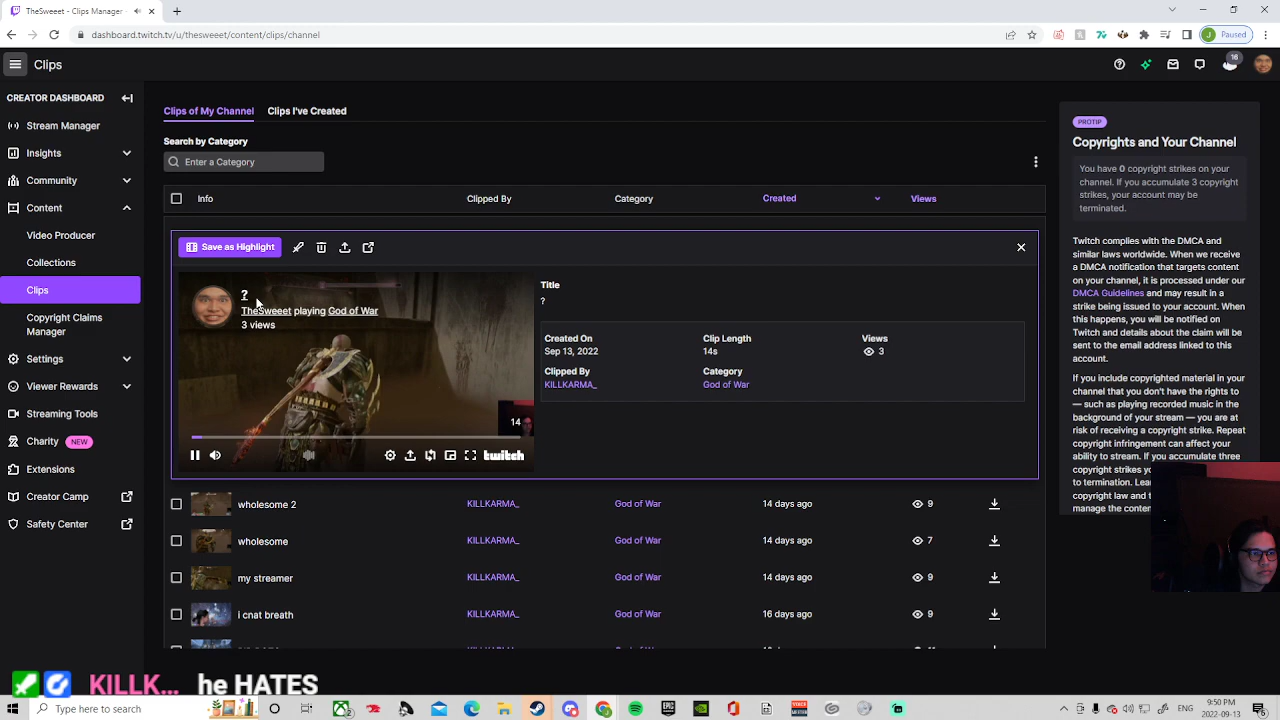 TheSweeet - Clips Manager -
dashboard.twitch.tv/u/thesweeet/content/clips/channel
J Paused
Clips
16
CREATOR DASHBOARD
Stream Manager
Insights
Community
Content
Video Producer
Collections
Clips
Copyright Claims
Manager
Settings
Viewer Rewards
Streaming Tools
Charity NEW
Extensions
Creator Camp
Safety Center
Clips of My Channel Clips I've Created
Search by Category
Enter a Category
Info Clipped By Category Created Views
Save as Highlight
?
TheSweeet playing God of War
3 views
14
twitch
Title
?
Created On Clip Length Views
Sep 13, 2022 14s 3
Clipped By Category
KILLKARMA_ God of War
wholesome 2 KILLKARMA_ God of War 14 days ago 9
wholesome KILLKARMA_ God of War 14 days ago 7
my streamer KILLKARMA_ God of War 14 days ago 9
i cnat breath KILLKARMA_ God of War 16 days ago 9
PROTIP
Copyrights and Your Channel
You have 0 copyright strikes on
your channel. If you accumulate 3 copyright
strikes, your account may be
terminated.
Twitch complies with the DMCA and
similar laws worldwide. When we receive
a DMCA notification that targets content
on your channel, it is processed under our
DMCA Guidelines and may result in a
strike being issued to your account. When
this happens, you will be notified on
Twitch and details about the claim will be
sent to the email address linked to this
account.
If you include copyrighted material in your
channel that you don't have the rights to
— such as playing recorded music in the
background of your stream — you are at
risk of receiving a copyright strike. Repeat
copyright infringement can affect your
ability to stream. If you accumulate three
copyright strikes
to termination. Lea
copyright law and t
manage the conten
KILLK... he HATES
Type here to search
9:50 PM
2022-09-13